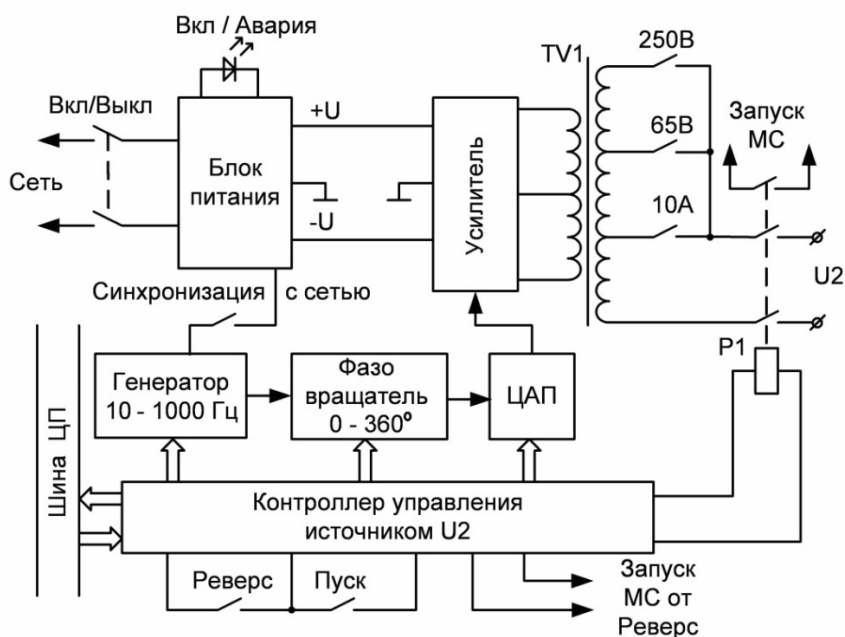 Вкл / Авария
TV1
250В
Вкл/Выкл
+U
Запуск
МС
Блок
питания
65В
Сеть
Усилитель
-U
10А
Синхронизация
с сетью
U2
P1
Генератор
10 - 1000 Гц
Фазо
вращатель
0 - 360°
ЦАП
Шина ЦП
Контроллер управления
источником U2
Реверс
Пуск
Запуск
МС от
Реверс